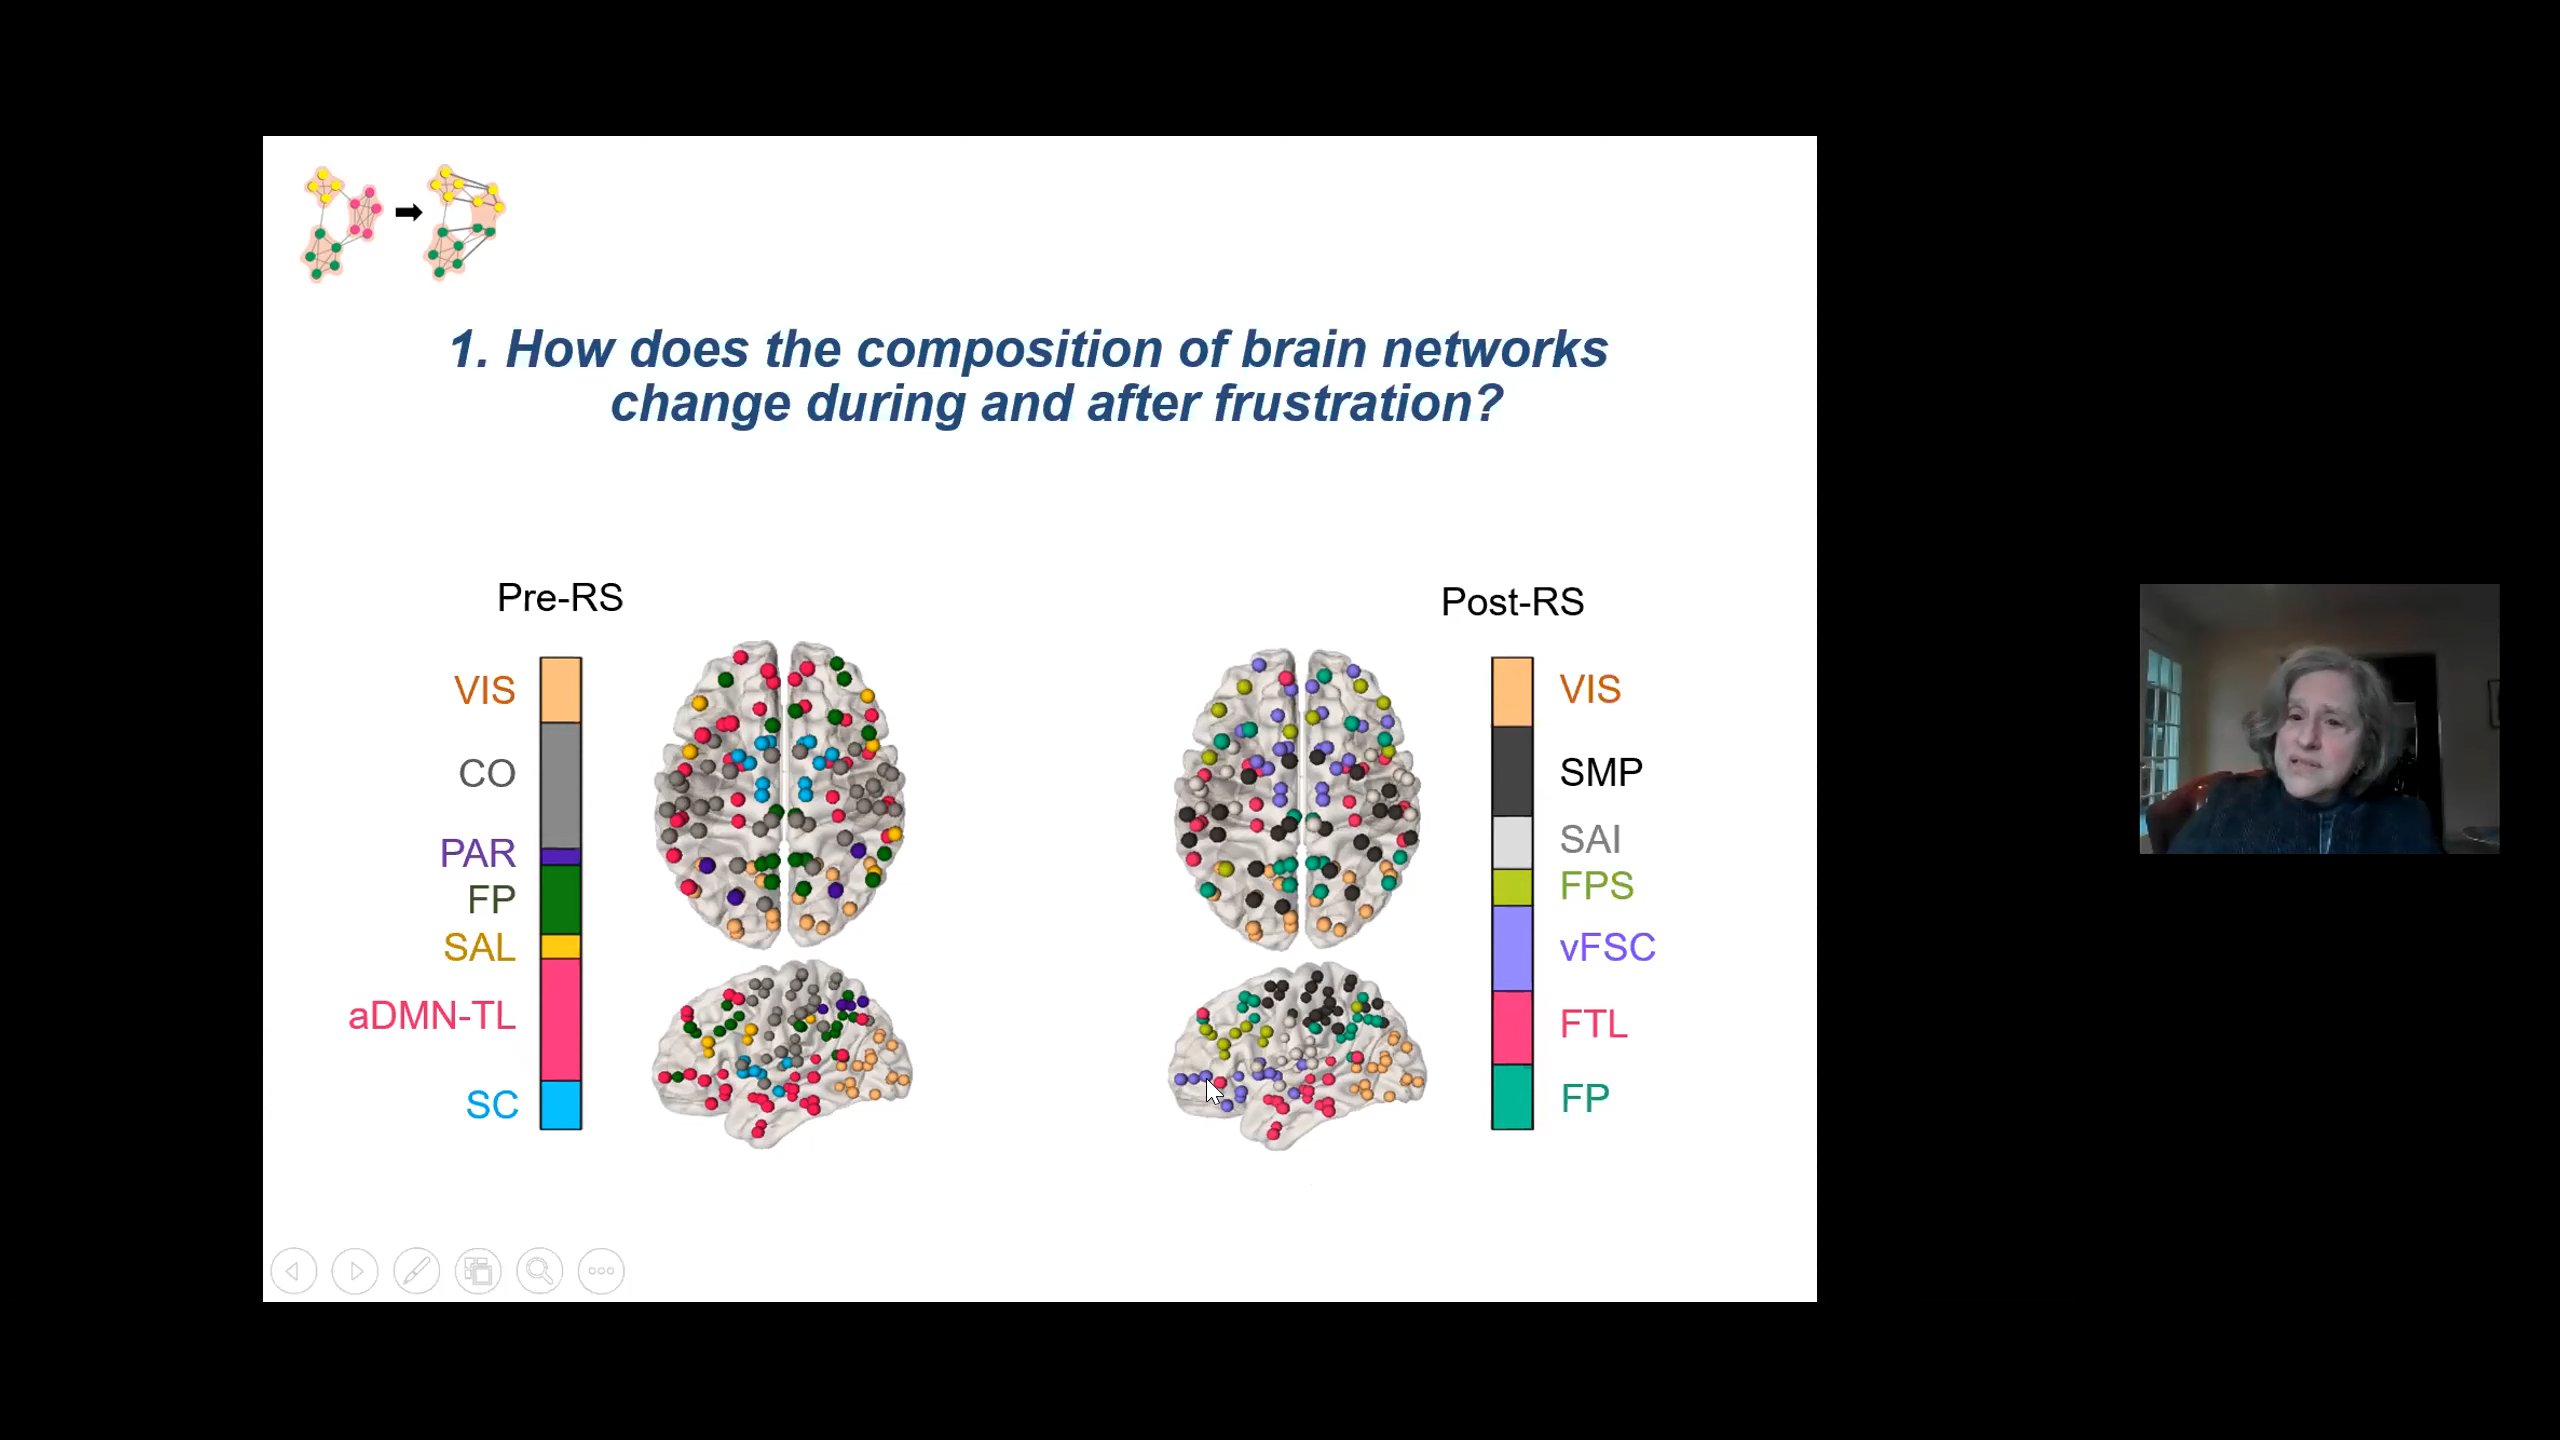 1. How does the composition of brain networks
change during and after frustration?
Pre-RS
VIS
CO
PAR
FP
SAL
aDMN-TL
SC
Post-RS
VIS
SMP
SAI
FPS
vFSC
FTL
FP